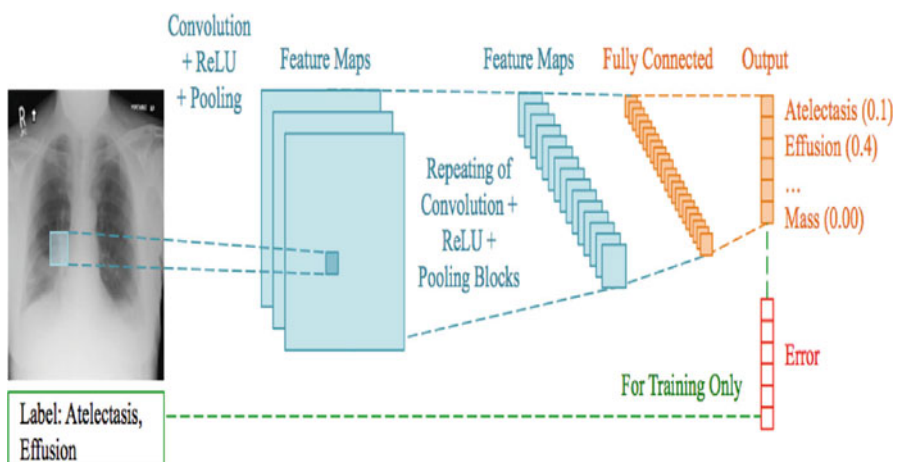 Convolution
+ ReLU
+ Pooling
Feature Maps
Feature Maps
Fully Connected
Output
R
Atelectasis (0.1)
Effusion (0.4)
...
Mass (0.00)
Repeating of
Convolution +
ReLU +
Pooling Blocks
Error
For Training Only
Label: Atelectasis,
Effusion